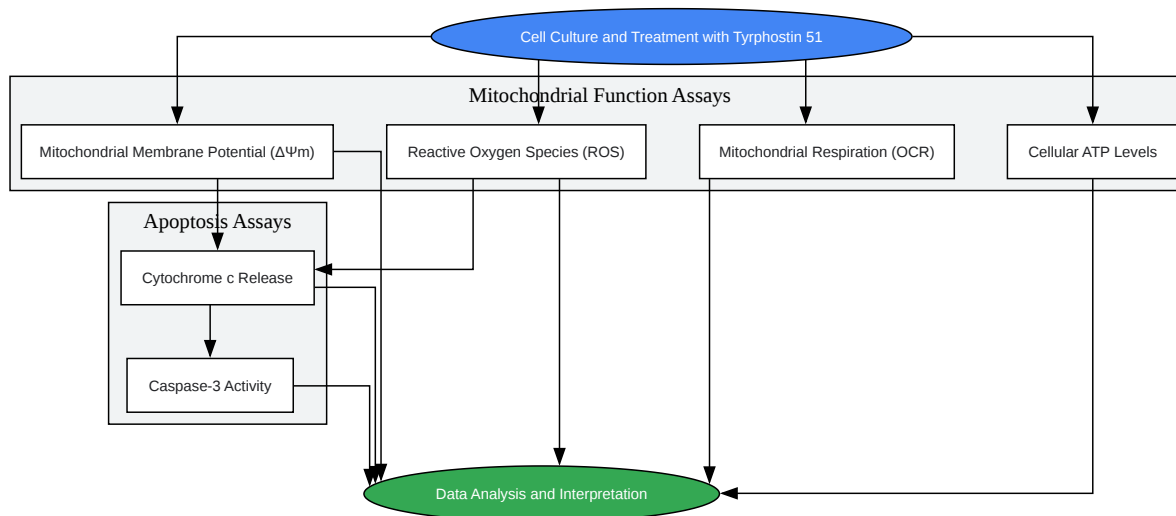 Cell Culture and Treatment with Tyrphostin 51
Mitochondrial Function Assays
Mitochondrial Membrane Potential (ΔΨm)
Reactive Oxygen Species (ROS)
Mitochondrial Respiration (OCR)
Cellular ATP Levels
Apoptosis Assays
Cytochrome c Release
Caspase-3 Activity
Data Analysis and Interpretation